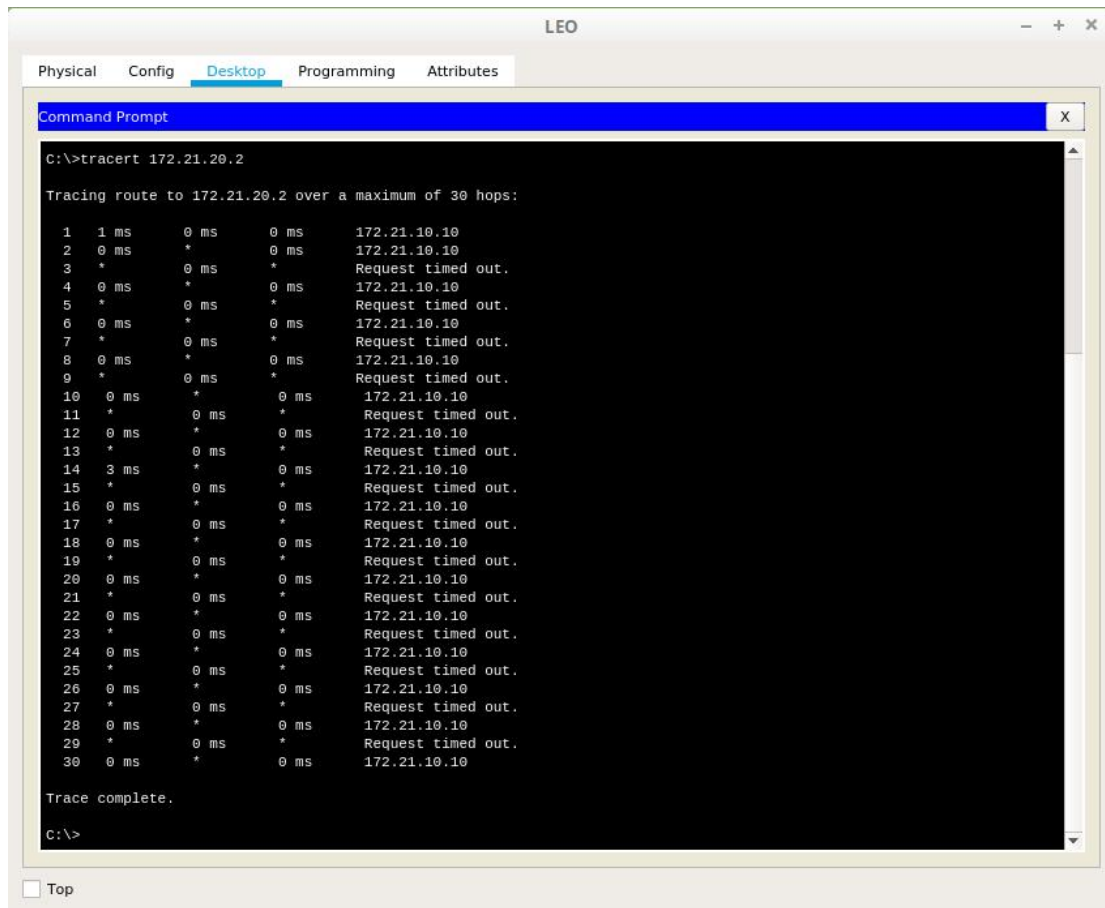 LEO
Physical Config Desktop Programming Attributes
Command Prompt X
C:\>tracert 172.21.20.2
Tracing route to 172.21.20.2 over a maximum of 30 hops:
1 1 ms 0 ms 0 ms 172.21.10.10
2 0 ms * 0 ms 172.21.10.10
3 * 0 ms * Request timed out.
4 0 ms * 0 ms 172.21.10.10
5 * 0 ms * Request timed out.
6 0 ms * 0 ms 172.21.10.10
7 * 0 ms * Request timed out.
8 0 ms * 0 ms 172.21.10.10
9 * 0 ms * Request timed out.
10 0 ms * 0 ms 172.21.10.10
11 * 0 ms * Request timed out.
12 0 ms * 0 ms 172.21.10.10
13 * 0 ms * Request timed out.
14 3 ms * 0 ms 172.21.10.10
15 * 0 ms * Request timed out.
16 0 ms * 0 ms 172.21.10.10
17 * 0 ms * Request timed out.
18 0 ms * 0 ms 172.21.10.10
19 * 0 ms * Request timed out.
20 0 ms * 0 ms 172.21.10.10
21 * 0 ms * Request timed out.
22 0 ms * 0 ms 172.21.10.10
23 * 0 ms * Request timed out.
24 0 ms * 0 ms 172.21.10.10
25 * 0 ms * Request timed out.
26 0 ms * 0 ms 172.21.10.10
27 * 0 ms * Request timed out.
28 0 ms * 0 ms 172.21.10.10
29 * 0 ms * Request timed out.
30 0 ms * 0 ms 172.21.10.10
Trace complete.
C:\>
Top